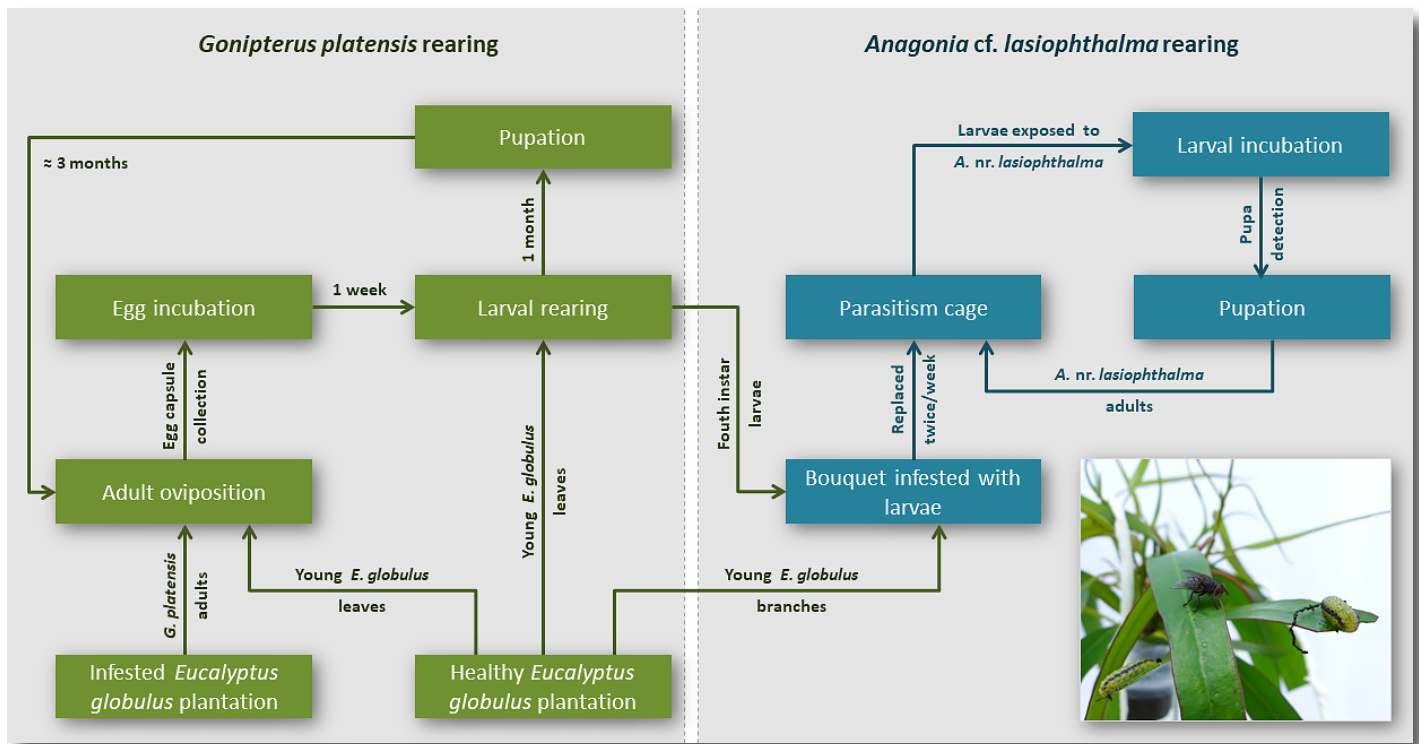 Gonipterus platensis rearing
Pupation
≈ 3 months
1 month
Egg incubation
1 week
Larval rearing
Egg capsule
collection
Adult oviposition
G. platensis
adults
Young E. globulus
leaves
Young E. globulus
leaves
Infested Eucalyptus
globulus plantation
Healthy Eucalyptus
globulus plantation
Anagonia cf. lasiophthalma rearing
Larvae exposed to
A. nr. lasiophthalma
Larval incubation
Pupa
detection
Parasitism cage
Pupation
A. nr. lasiophthalma
adults
Replaced
twice/week
Fouth instar
larvae
Bouquet infested with
larvae
Young E. globulus
branches